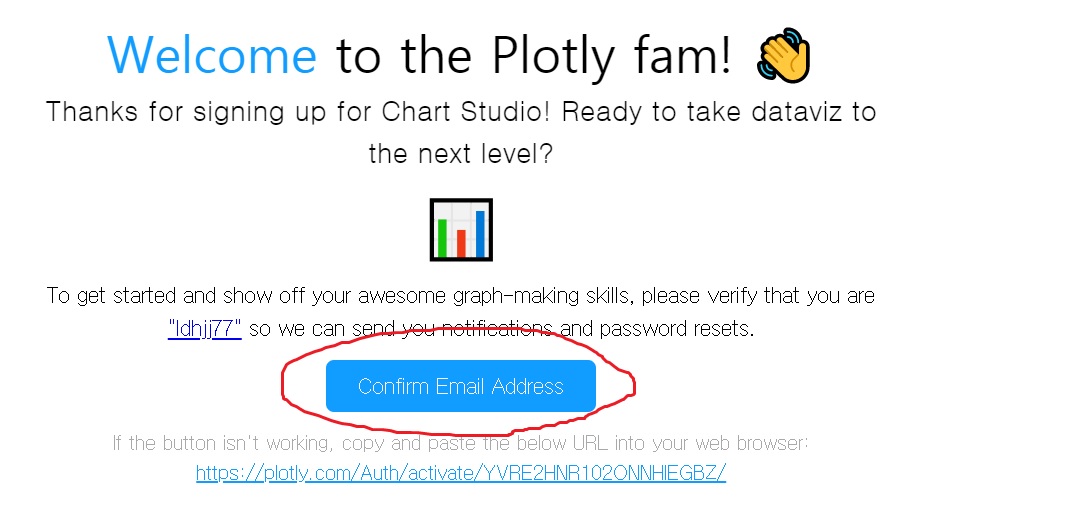 Welcome to the Plotly fam! 👋
Thanks for signing up for Chart Studio! Ready to take dataviz to
the next level?
To get started and show off your awesome graph-making skills, please verify that you are
"ldhjj77" so we can send you notifications and password resets.
Confirm Email Address
If the button isn't working, copy and paste the below URL into your web browser:
https://plotly.com/Auth/activate/YVRE2HNR102ONNHIEGBZ/